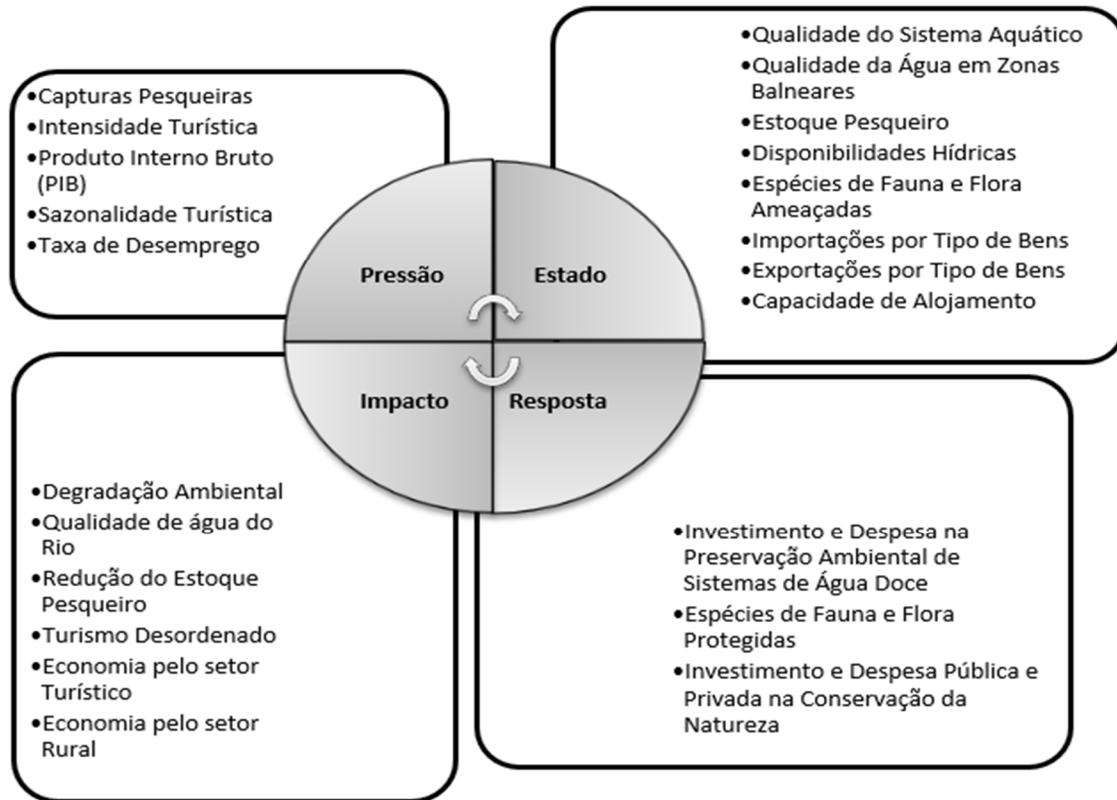 •Capturas Pesqueiras
•Intensidade Turística
•Produto Interno Bruto
(PIB)
•Sazonalidade Turística
•Taxa de Desemprego
•Qualidade do Sistema Aquático
•Qualidade da Água em Zonas
Balneares
•Estoque Pesqueiro
•Disponibilidades Hídricas
•Espécies de Fauna e Flora
Ameaçadas
•Importações por Tipo de Bens
•Exportações por Tipo de Bens
•Capacidade de Alojamento
Pressão
Estado
Impacto
Resposta
•Degradação Ambiental
•Qualidade de água do
Rio
•Redução do Estoque
Pesqueiro
•Turismo Desordenado
•Economia pelo setor
Turístico
•Economia pelo setor
Rural
•Investimento e Despesa na
Preservação Ambiental de
Sistemas de Água Doce
•Espécies de Fauna e Flora
Protegidas
•Investimento e Despesa Pública e
Privada na Conservação da
Natureza